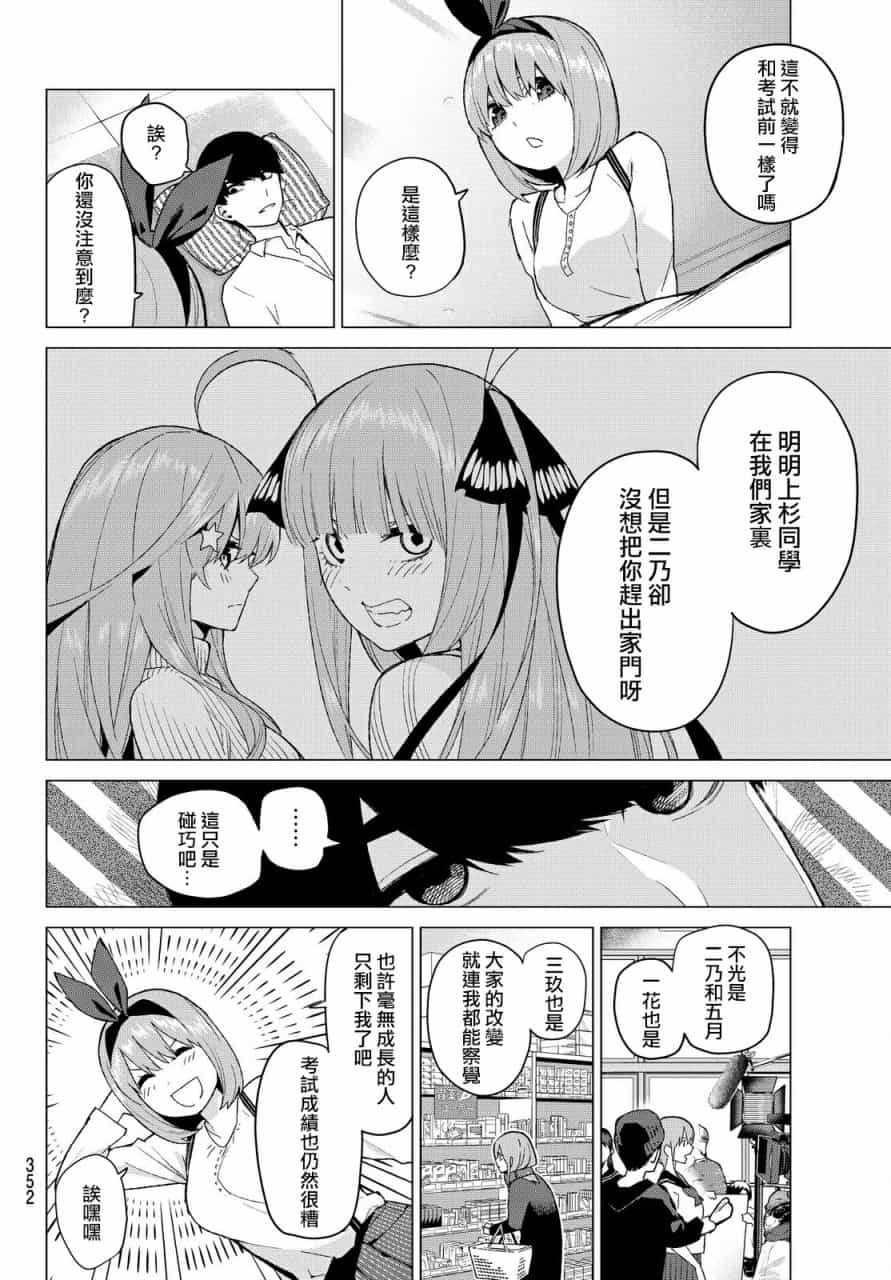 這不就變得
和考試前一樣了嗎
是這樣麼？
誒？
你還沒注意到麼？
明明上杉同學
在我們家裏
但是二乃卻
沒想把你趕出家門呀
……
這只是
碰巧吧…
不光是
二乃和五月
一花也是
三玖也是
大家的改變
就連我都能察覺
也許毫無成長的人
只剩下我了吧
考試成績也仍然很糟
誒嘿嘿
352